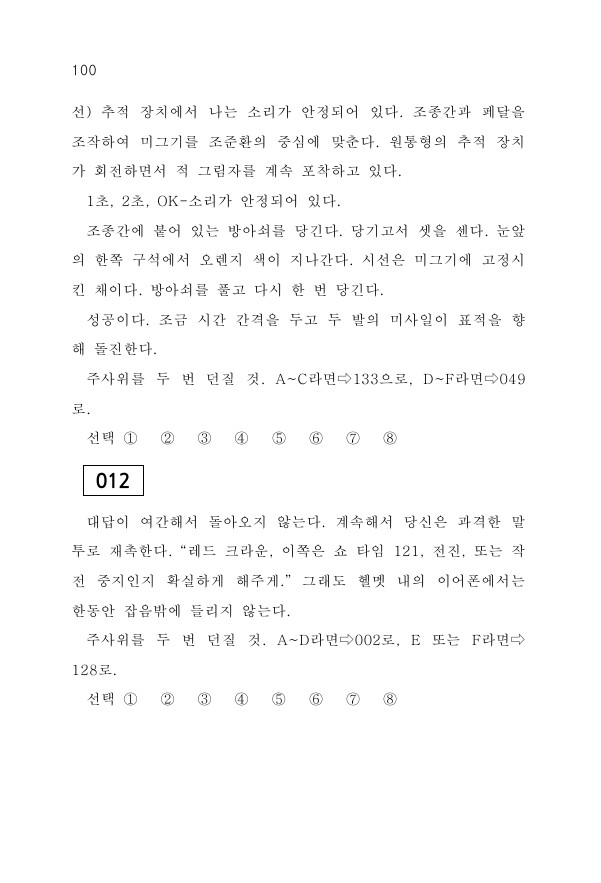 100
선) 추적 장치에서 나는 소리가 안정되어 있다. 조종간과 페달을
조작하여 미그기를 조준환의 중심에 맞춘다. 원통형의 추적 장치
가 회전하면서 적 그림자를 계속 포착하고 있다.
1초, 2초, OK-소리가 안정되어 있다.
조종간에 붙어 있는 방아쇠를 당긴다. 당기고서 셋을 센다. 눈앞
의 한쪽 구석에서 오렌지 색이 지나간다. 시선은 미그기에 고정시
킨 채이다. 방아쇠를 풀고 다시 한 번 당긴다.
성공이다. 조금 시간 간격을 두고 두 발의 미사일이 표적을 향
해 돌진한다.
주사위를 두 번 던질 것. A~C라면⇨133으로, D~F라면⇨049
로.
선택 ① ② ③ ④ ⑤ ⑥ ⑦ ⑧
012
대답이 여간해서 돌아오지 않는다. 계속해서 당신은 과격한 말
투로 재촉한다. “레드 크라운, 이쪽은 쇼 타임 121, 전진, 또는 작
전 중지인지 확실하게 해주게.” 그래도 헬멧 내의 이어폰에서는
한동안 잡음밖에 들리지 않는다.
주사위를 두 번 던질 것. A~D라면⇨002로, E 또는 F라면⇨
128로.
선택 ① ② ③ ④ ⑤ ⑥ ⑦ ⑧